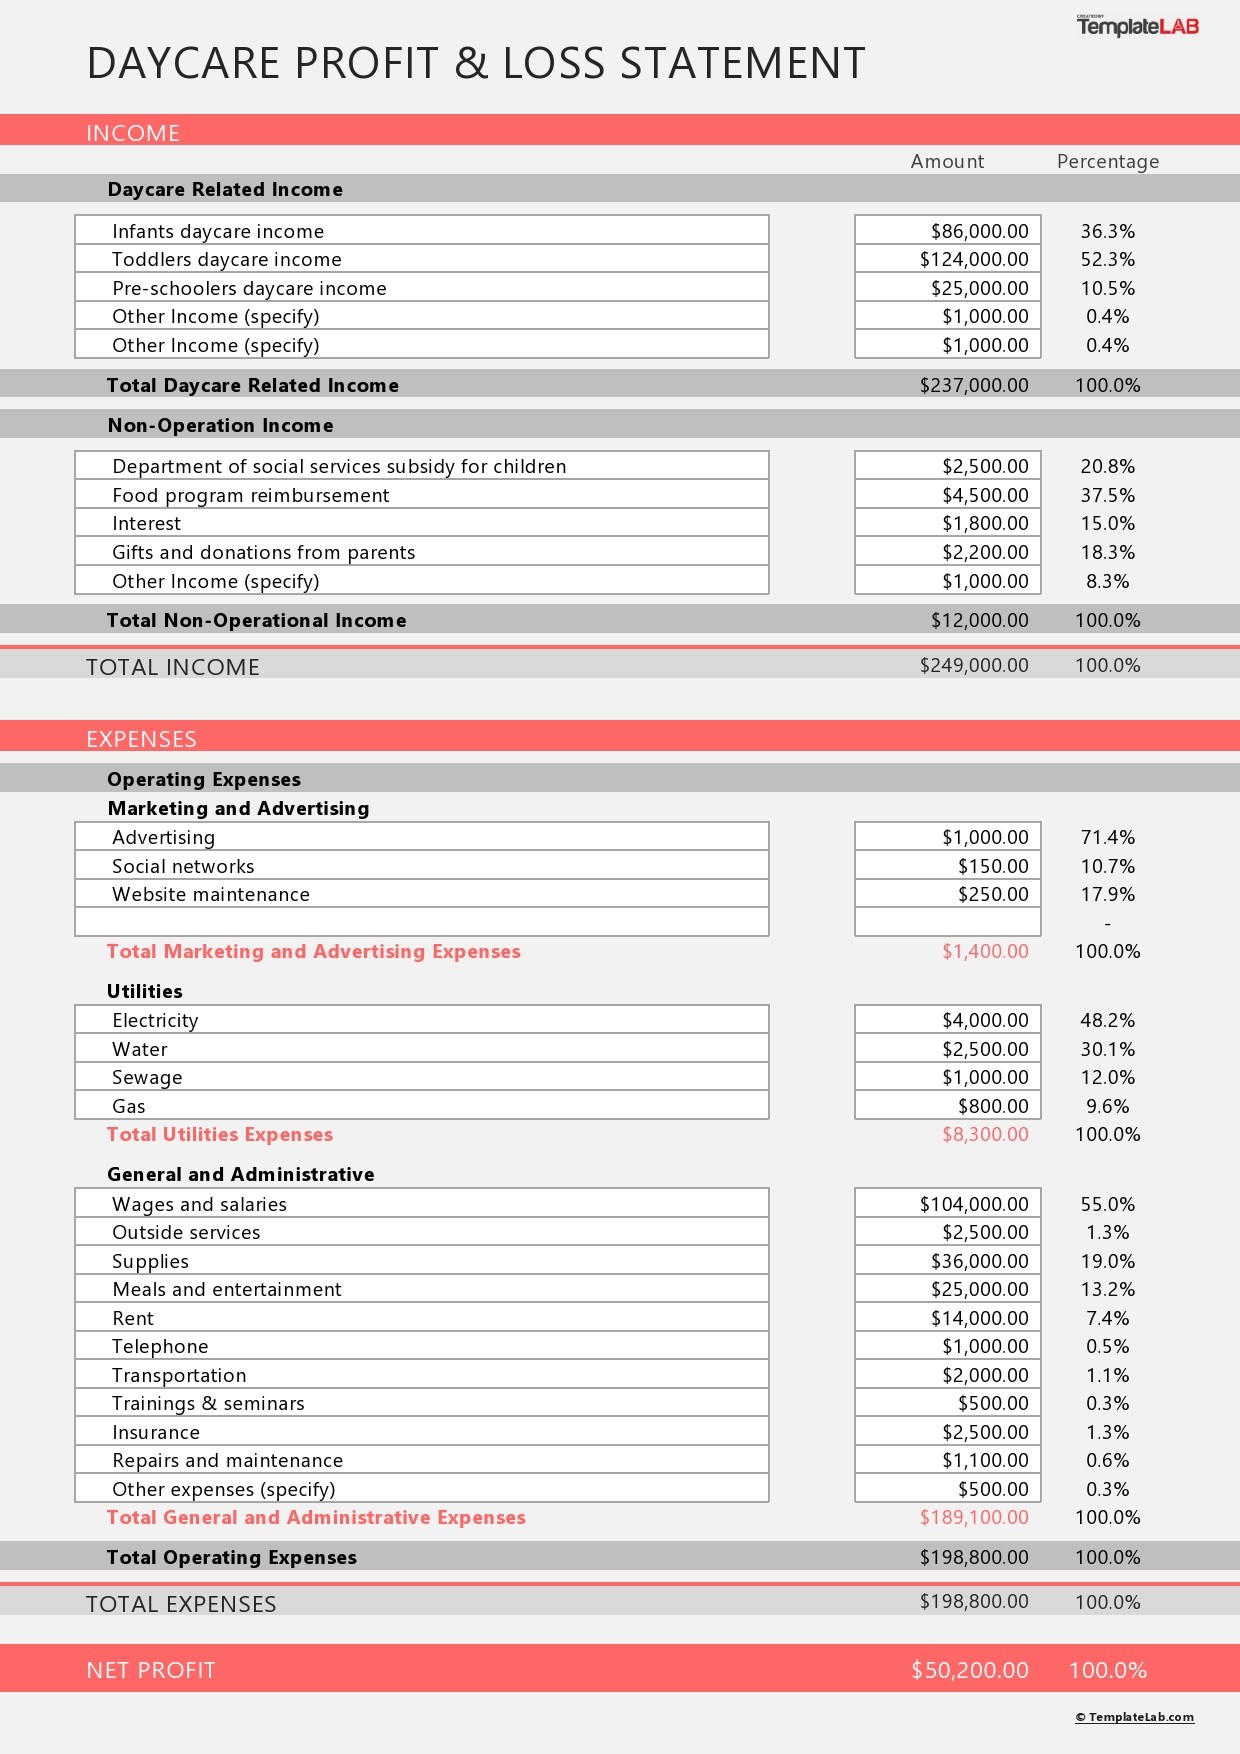 CREATED BY
TemplateLAB
DAYCARE PROFIT & LOSS STATEMENT
INCOME
Amount Percentage
Daycare Related Income
Infants daycare income $86,000.00 36.3%
Toddlers daycare income $124,000.00 52.3%
Pre-schoolers daycare income $25,000.00 10.5%
Other Income (specify) $1,000.00 0.4%
Other Income (specify) $1,000.00 0.4%
Total Daycare Related Income $237,000.00 100.0%
Non-Operation Income
Department of social services subsidy for children $2,500.00 20.8%
Food program reimbursement $4,500.00 37.5%
Interest $1,800.00 15.0%
Gifts and donations from parents $2,200.00 18.3%
Other Income (specify) $1,000.00 8.3%
Total Non-Operational Income $12,000.00 100.0%
TOTAL INCOME $249,000.00 100.0%
EXPENSES
Operating Expenses
Marketing and Advertising
Advertising $1,000.00 71.4%
Social networks $150.00 10.7%
Website maintenance $250.00 17.9%
-
Total Marketing and Advertising Expenses $1,400.00 100.0%
Utilities
Electricity $4,000.00 48.2%
Water $2,500.00 30.1%
Sewage $1,000.00 12.0%
Gas $800.00 9.6%
Total Utilities Expenses $8,300.00 100.0%
General and Administrative
Wages and salaries $104,000.00 55.0%
Outside services $2,500.00 1.3%
Supplies $36,000.00 19.0%
Meals and entertainment $25,000.00 13.2%
Rent $14,000.00 7.4%
Telephone $1,000.00 0.5%
Transportation $2,000.00 1.1%
Trainings & seminars $500.00 0.3%
Insurance $2,500.00 1.3%
Repairs and maintenance $1,100.00 0.6%
Other expenses (specify) $500.00 0.3%
Total General and Administrative Expenses $189,100.00 100.0%
Total Operating Expenses $198,800.00 100.0%
TOTAL EXPENSES $198,800.00 100.0%
NET PROFIT $50,200.00 100.0%
© TemplateLab.com